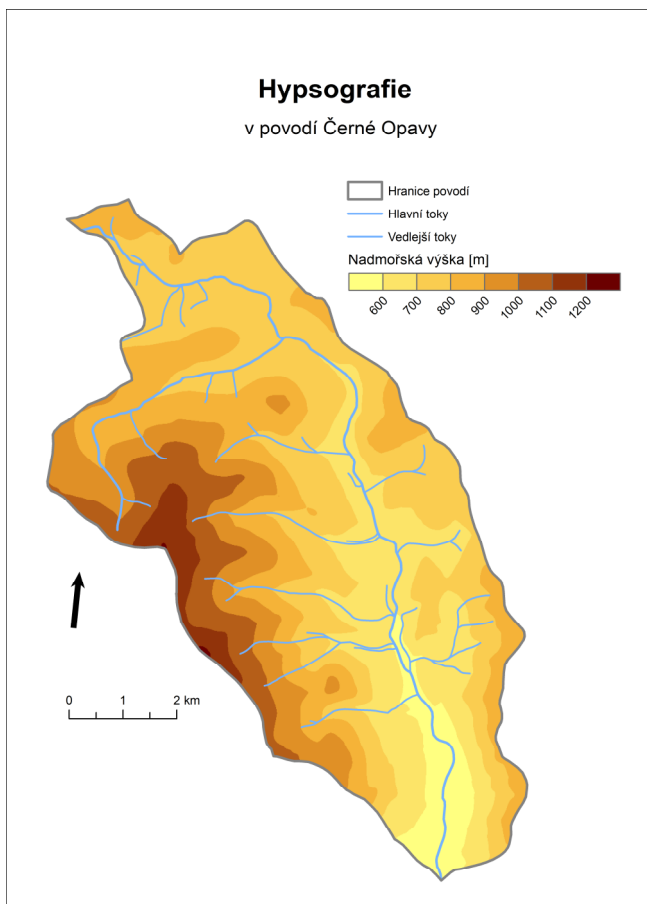 Hypsografie
v povodí Černé Opavy
Hranice povodí
Hlavní toky
Vedlejší toky
Nadmořská výška [m]
600 700 800 900 1000 1100 1200
0 1 2 km